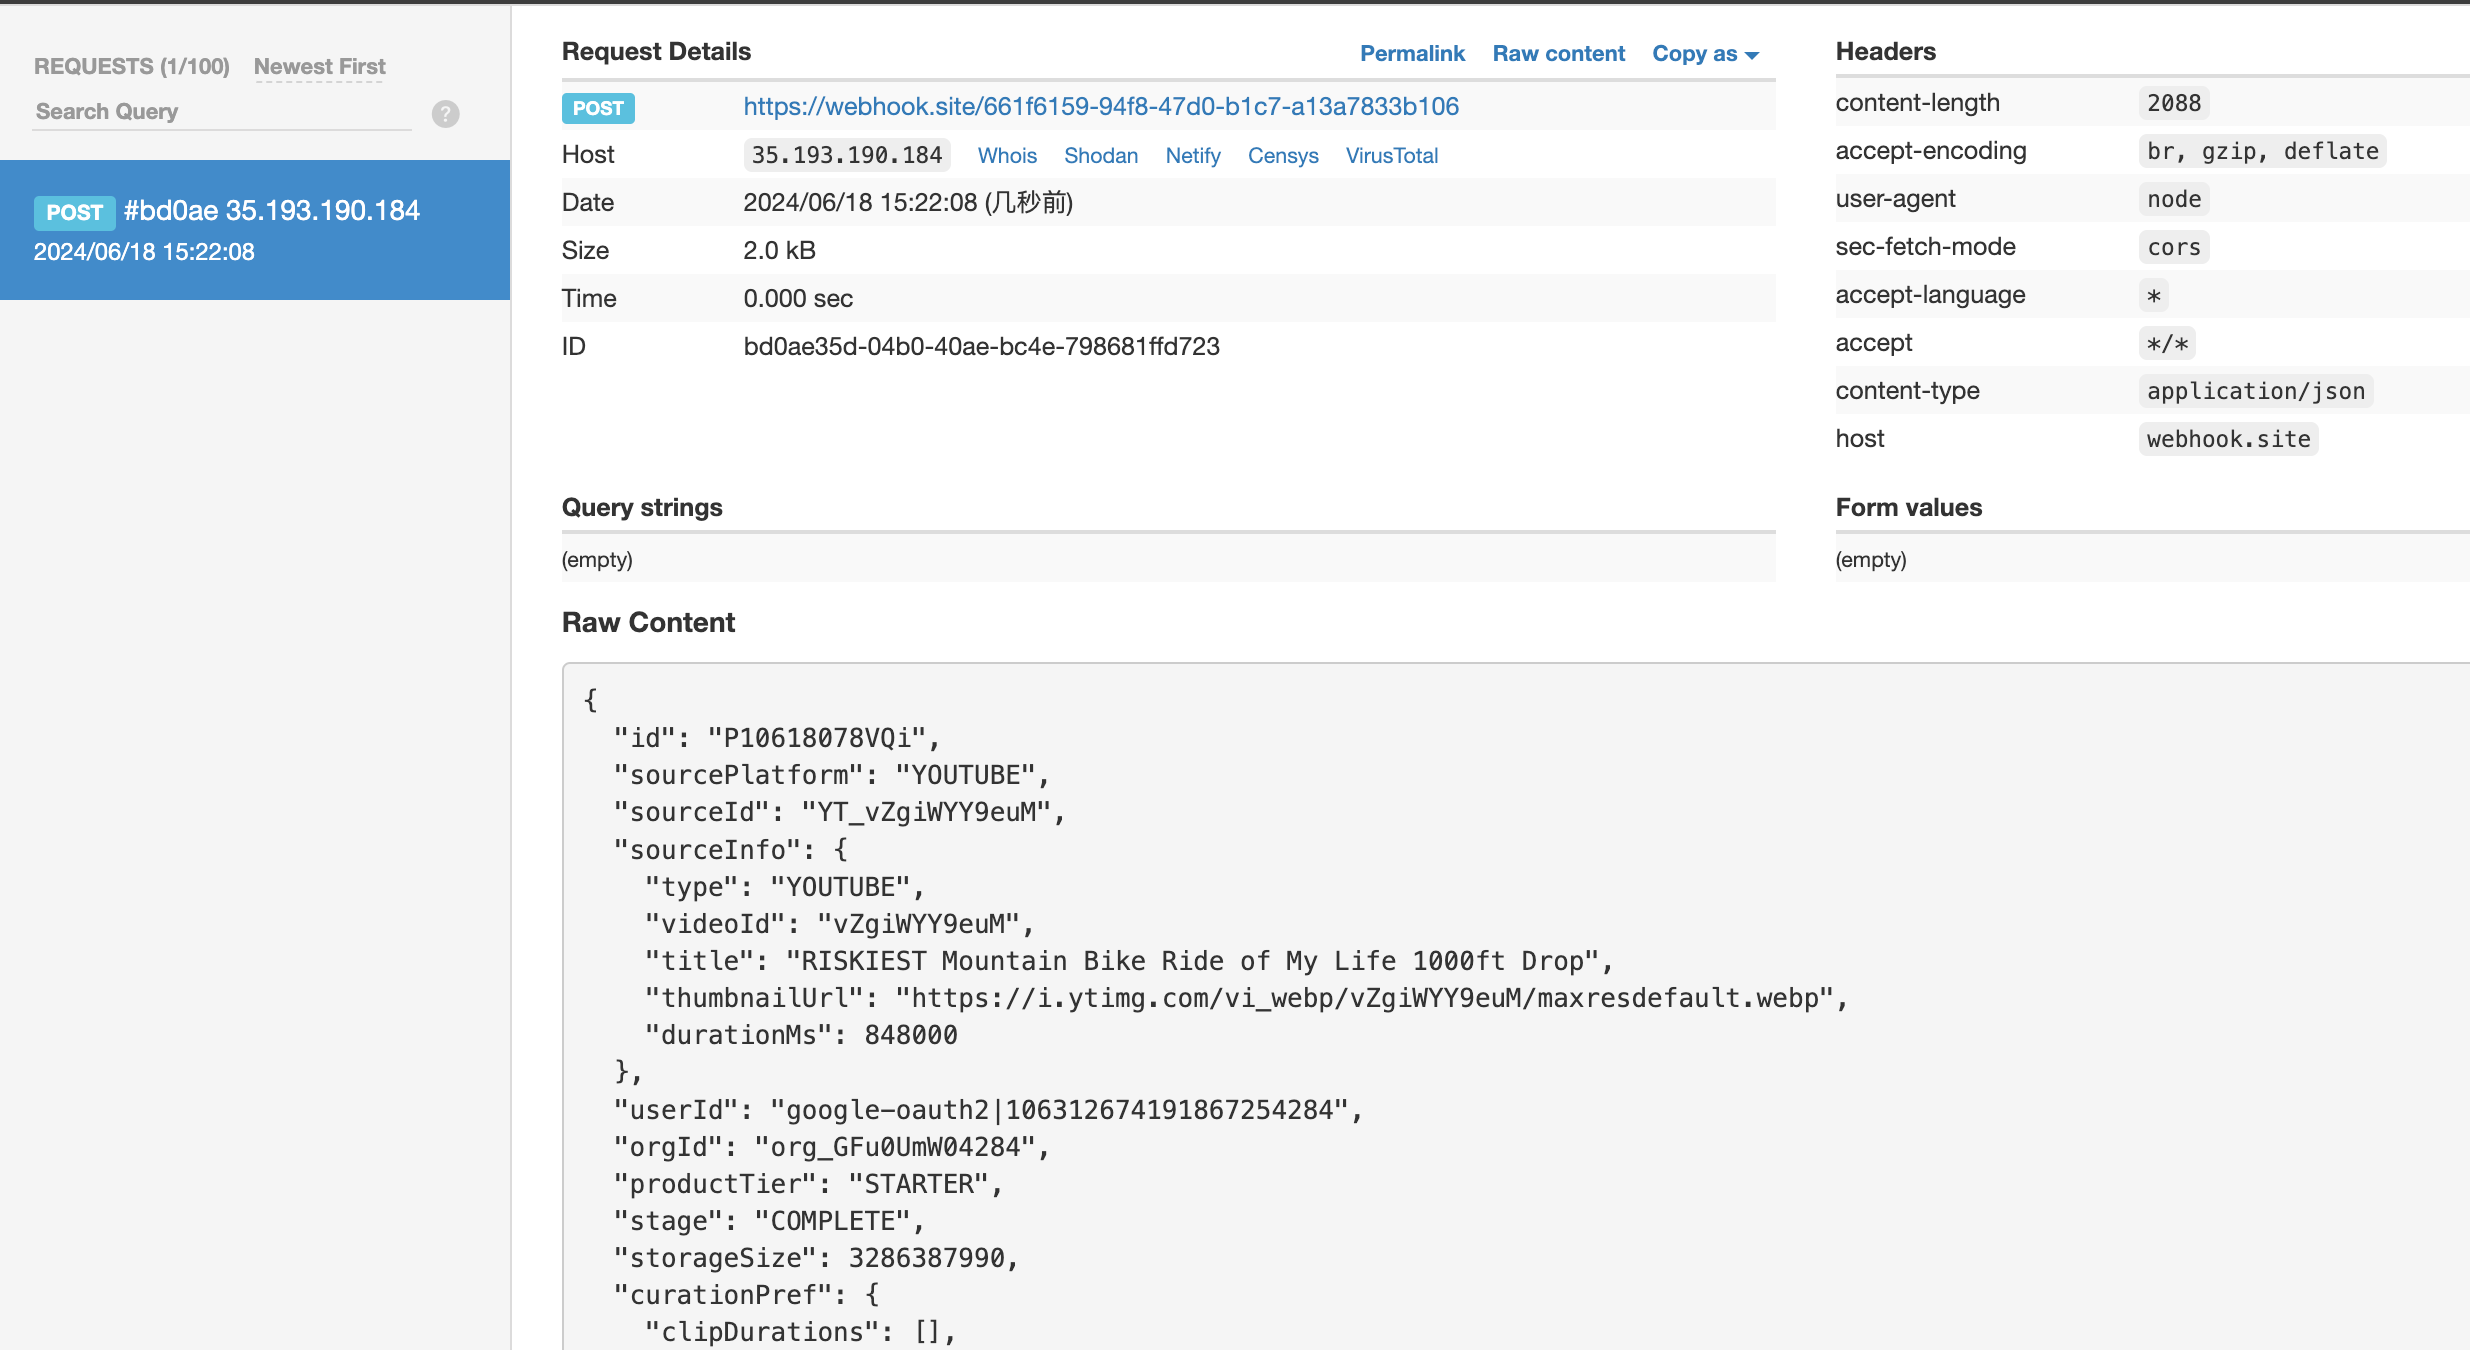 REQUESTS (1/100) Newest First
Search Query ?
POST #bd0ae 35.193.190.184
2024/06/18 15:22:08
Request Details Permalink Raw content Copy as
POST https://webhook.site/661f6159-94f8-47d0-b1c7-a13a7833b106
Host 35.193.190.184 Whois Shodan Netify Censys VirusTotal
Date 2024/06/18 15:22:08 (几秒前)
Size 2.0 kB
Time 0.000 sec
ID bd0ae35d-04b0-40ae-bc4e-798681ffd723
Headers
content-length 2088
accept-encoding br, gzip, deflate
user-agent node
sec-fetch-mode cors
accept-language *
accept */*
content-type application/json
host webhook.site
Query strings
(empty)
Form values
(empty)
Raw Content
{
"id": "P10618078VQi",
"sourcePlatform": "YOUTUBE",
"sourceId": "YT_vZgiWYY9euM",
"sourceInfo": {
"type": "YOUTUBE",
"videoId": "vZgiWYY9euM",
"title": "RISKIEST Mountain Bike Ride of My Life 1000ft Drop",
"thumbnailUrl": "https://i.ytimg.com/vi_webp/vZgiWYY9euM/maxresdefault.webp",
"durationMs": 848000
},
"userId": "google-oauth2|106312674191867254284",
"orgId": "org_GFu0UmW04284",
"productTier": "STARTER",
"stage": "COMPLETE",
"storageSize": 3286387990,
"curationPref": {
"clipDurations": [],